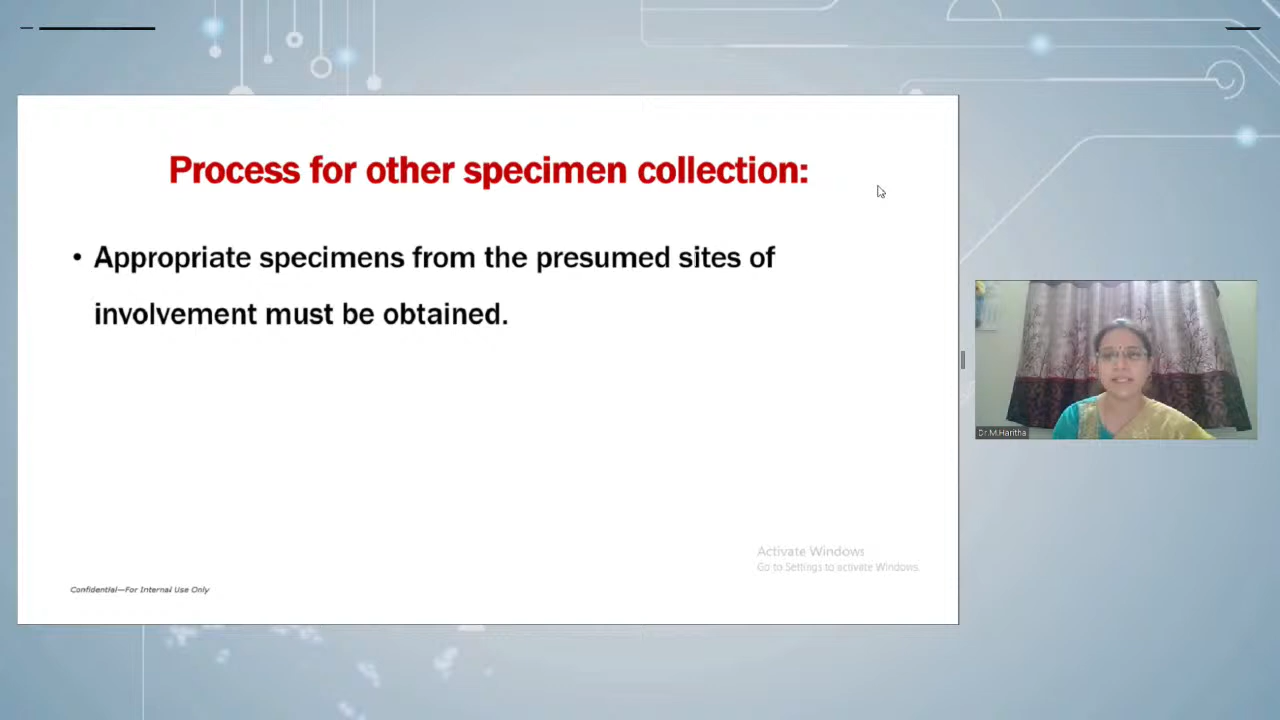 Process for other specimen collection:
• Appropriate specimens from the presumed sites of
involvement must be obtained.
Dr.M.Haritha
Activate Windows
Go to Settings to activate Windows.
Confidential—For Internal Use Only